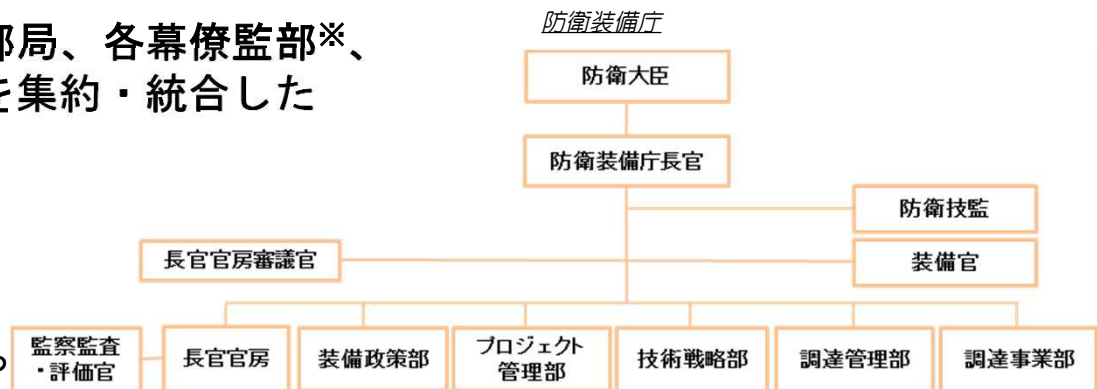 部局、各幕僚監部※、
を集約・統合した
防衛装備庁
防衛大臣
防衛装備庁長官
防衛技監
長官官房審議官
装備官
監察監査
・評価官
長官官房
装備政策部
プロジェクト
管理部
技術戦略部
調達管理部
調達事業部